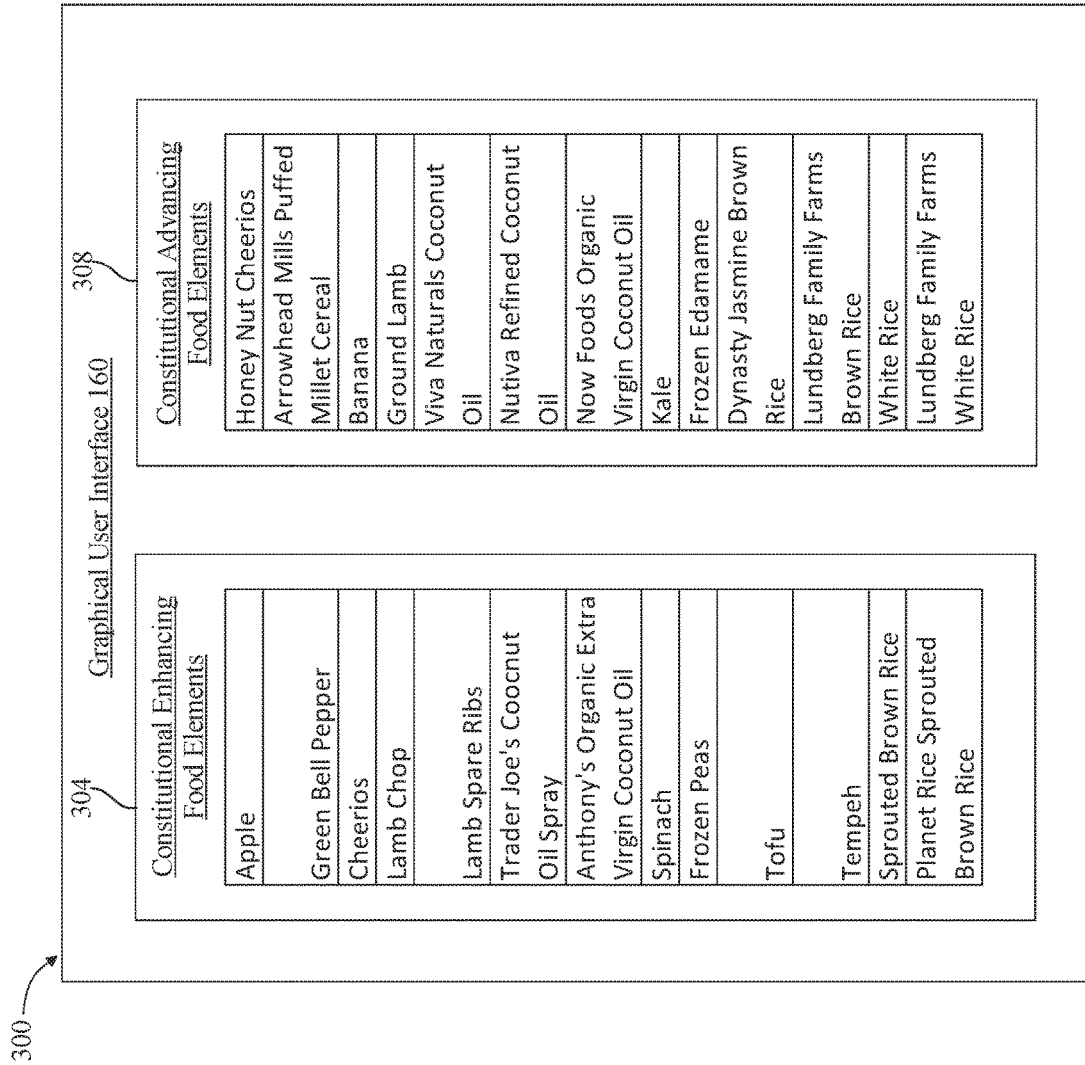 300
Graphical User Interface 160
304
Constitutional Enhancing
Food Elements
Apple
Green Bell Pepper
Cheerios
Lamb Chop
Lamb Spare Ribs
Trader Joe's Coocnut
Oil Spray
Anthony's Organic Extra
Virgin Coconut Oil
Spinach
Frozen Peas
Tofu
Tempeh
Sprouted Brown Rice
Planet Rice Sprouted
Brown Rice
308
Constitutional Advancing
Food Elements
Honey Nut Cheerios
Arrowhead Mills Puffed
Millet Cereal
Banana
Ground Lamb
Viva Naturals Coconut
Oil
Nutiva Refined Coconut
Oil
Now Foods Organic
Virgin Coconut Oil
Kale
Frozen Edamame
Dynasty Jasmine Brown
Rice
Lundberg Family Farms
Brown Rice
White Rice
Lundberg Family Farms
White Rice